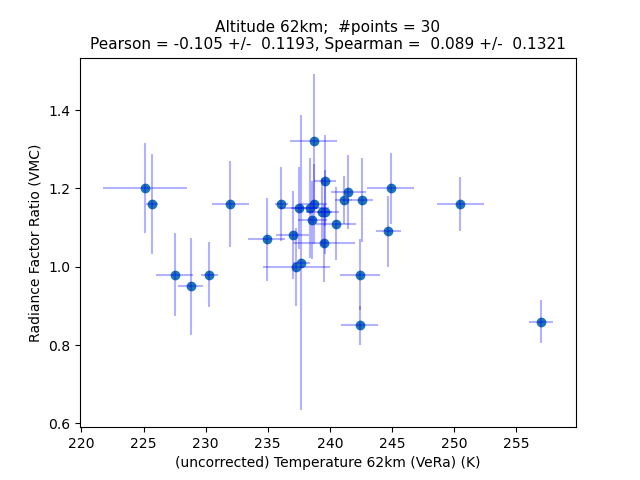 Altitude 62km;  #points = 30
Pearson = -0.105 +/-  0.1193, Spearman =  0.089 +/-  0.1321
1.4
1.2
1.0
0.8
0.6
Radiance Factor Ratio (VMC)
220 225 230 235 240 245 250 255
(uncorrected) Temperature 62km (VeRa) (K)